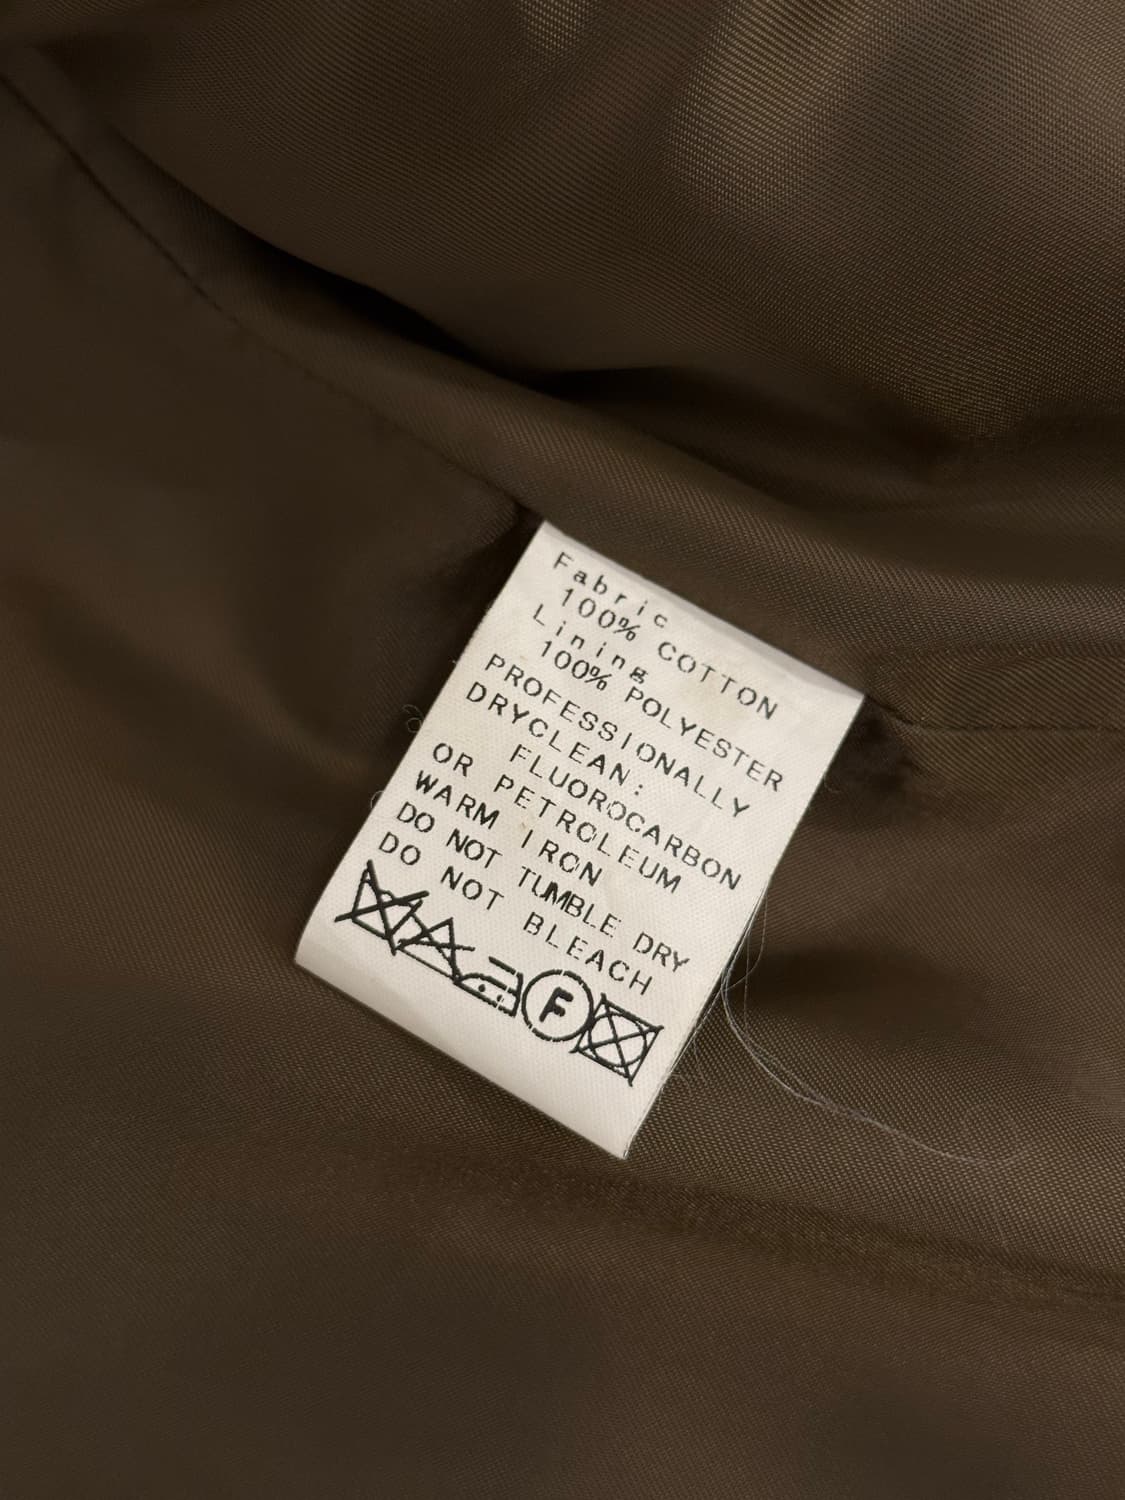 Fabric
100% COTTON
Lining
100% POLYESTER
PROFESSIONALLY
DRYCLEAN:
FLUOROCARBON
OR PETROLEUM
WARM IRON
DO NOT TUMBLE DRY
DO NOT BLEACH
F